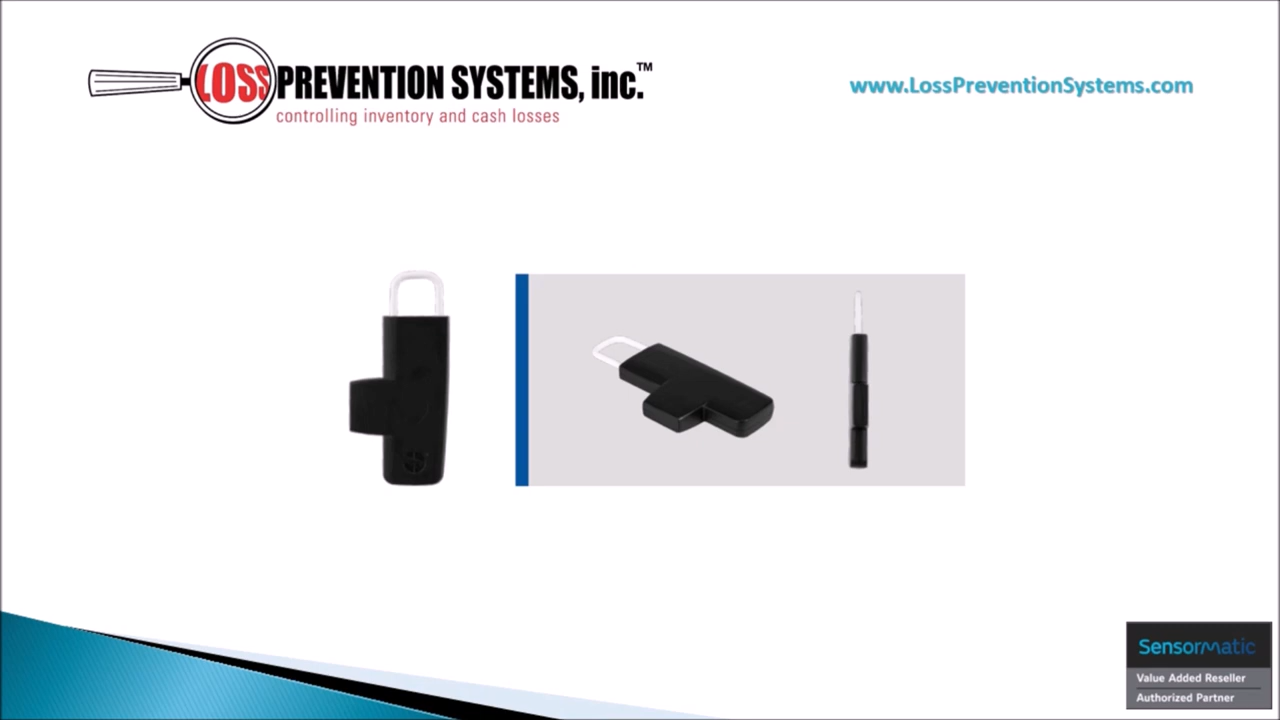 LOSS PREVENTION SYSTEMS, inc.™
controlling inventory and cash losses
www.LossPreventionSystems.com
Sensormatic
Value Added Reseller
Authorized Partner